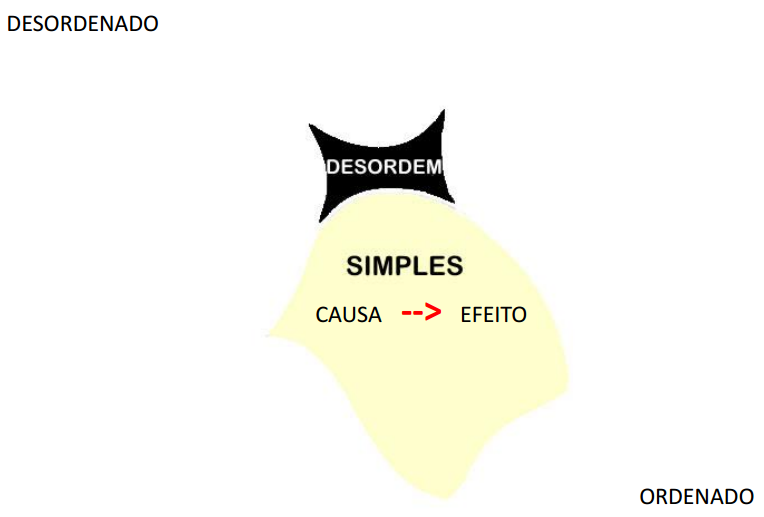 DESORDENADO
DESORDEM
SIMPLES
CAUSA --> EFEITO
ORDENADO